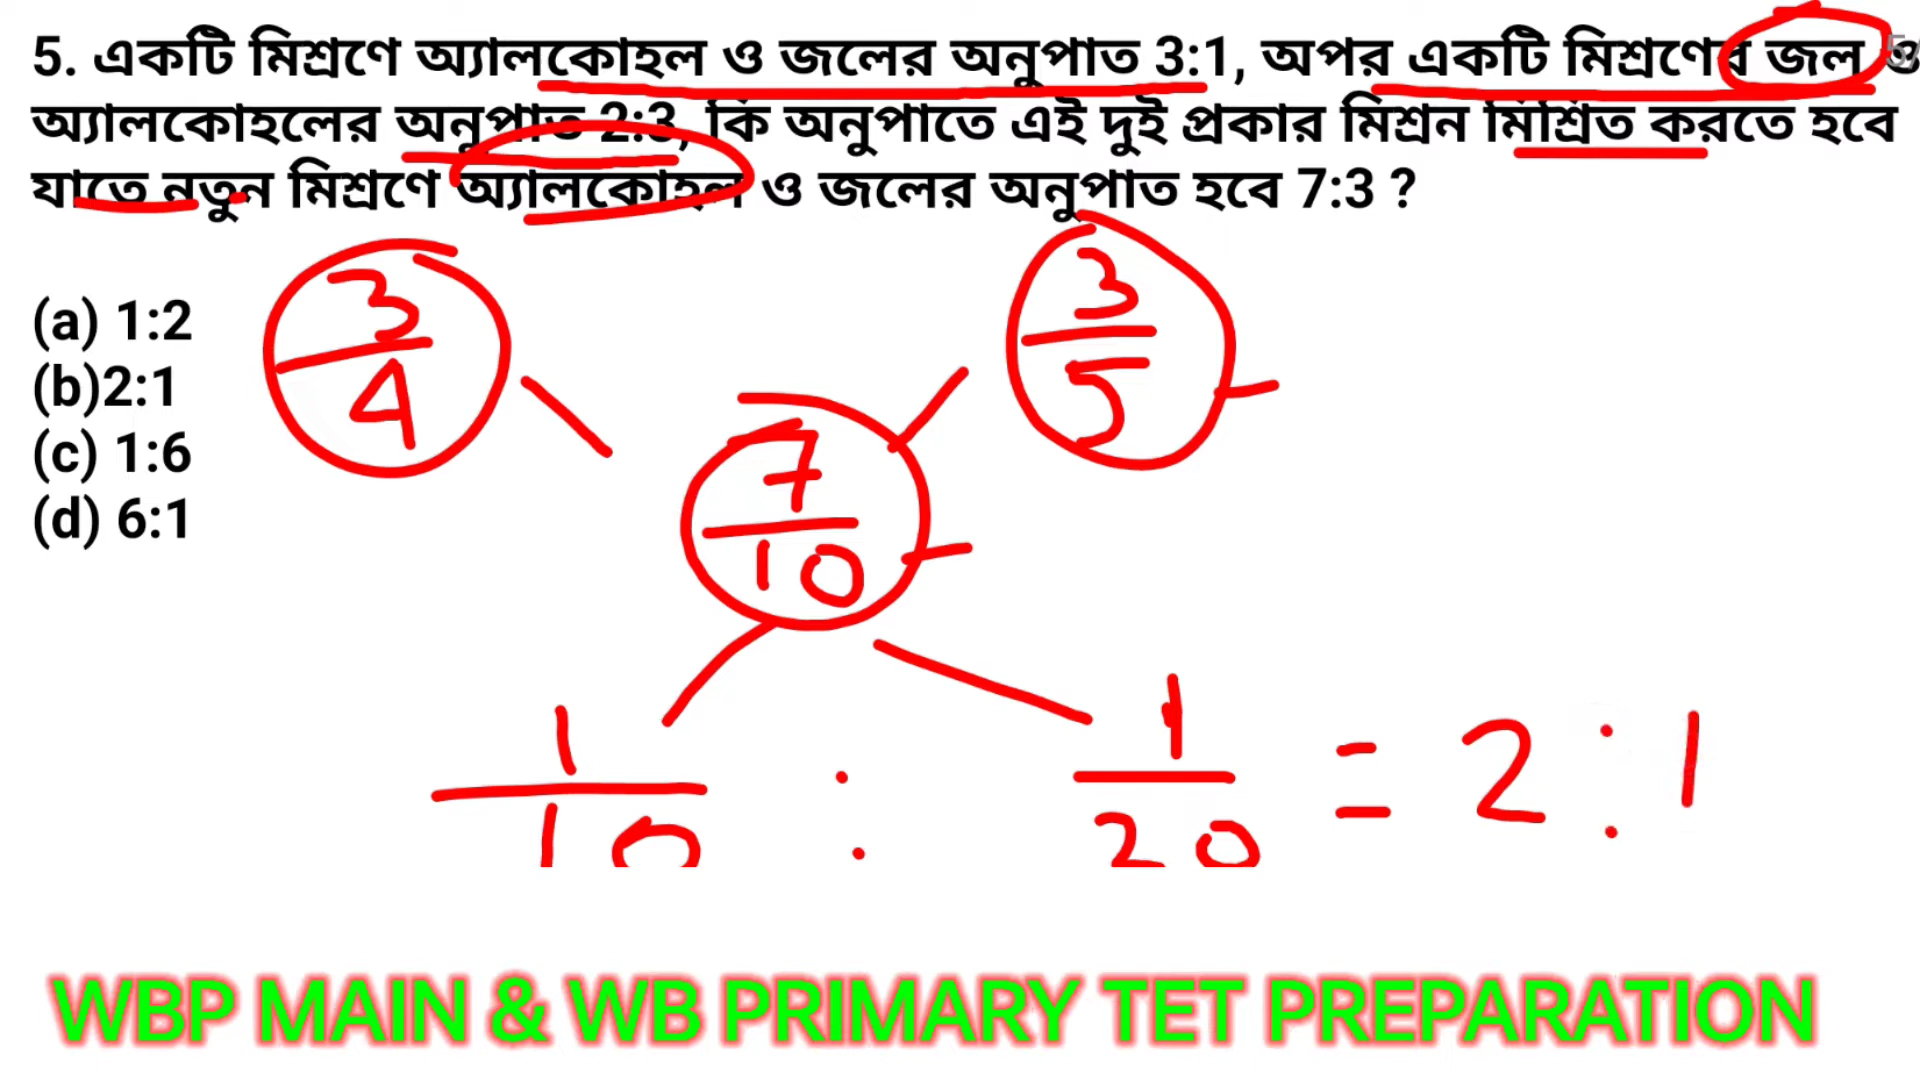 5. একটি মিশ্রণে অ্যালকোহল ও জলের অনুপাত 3:1, অপর একটি মিশ্রণের জল ও
অ্যালকোহলের অনুপাত 2:3, কি অনুপাতে এই দুই প্রকার মিশ্রন মিশ্রিত করতে হবে
যাতে নতুন মিশ্রণে অ্যালকোহল ও জলের অনুপাত হবে 7:3 ?
(a) 1:2
(b)2:1
(c) 1:6
(d) 6:1
3/4
3/5
7/10
1/10 : 1/20 = 2:1
WBP MAIN & WB PRIMARY TET PREPARATION